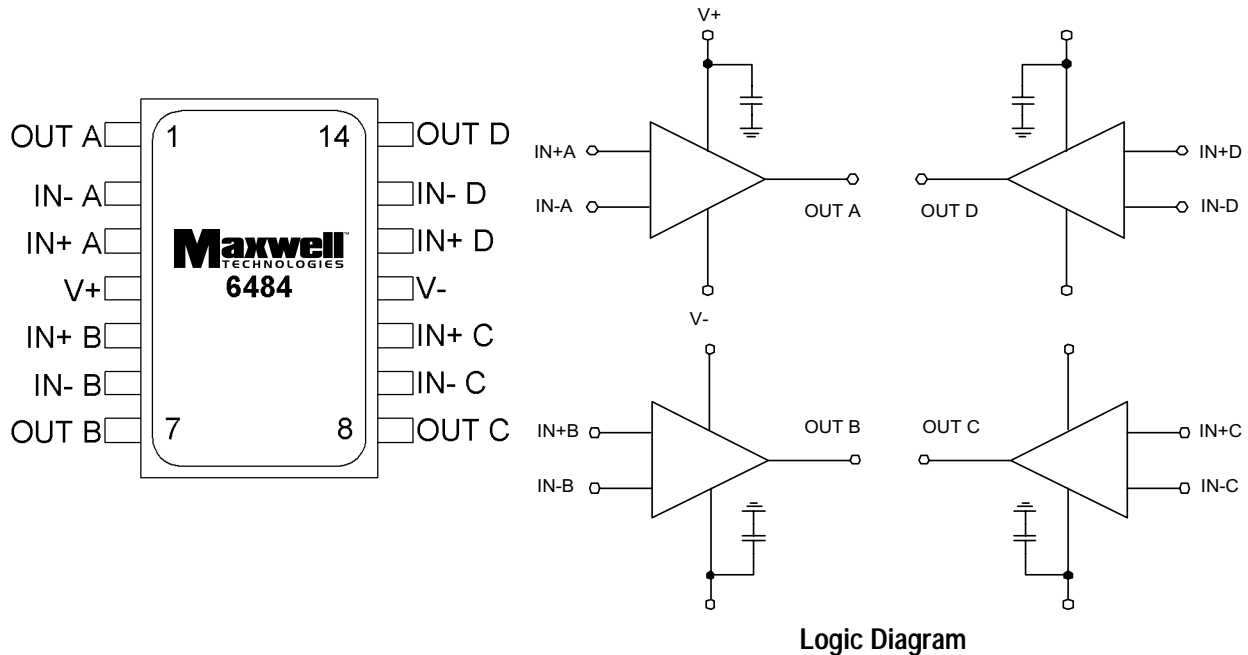 OUT A
IN- A
IN+ A
V+
IN+ B
IN- B
OUT B
1
14
Maxwell™
TECHNOLOGIES
6484
7
8
OUT D
IN- D
IN+ D
V-
IN+ C
IN- C
OUT C
V+
IN+A
IN-A
OUT A
OUT D
IN+D
IN-D
V-
IN+B
IN-B
OUT B
OUT C
IN+C
IN-C
Logic Diagram